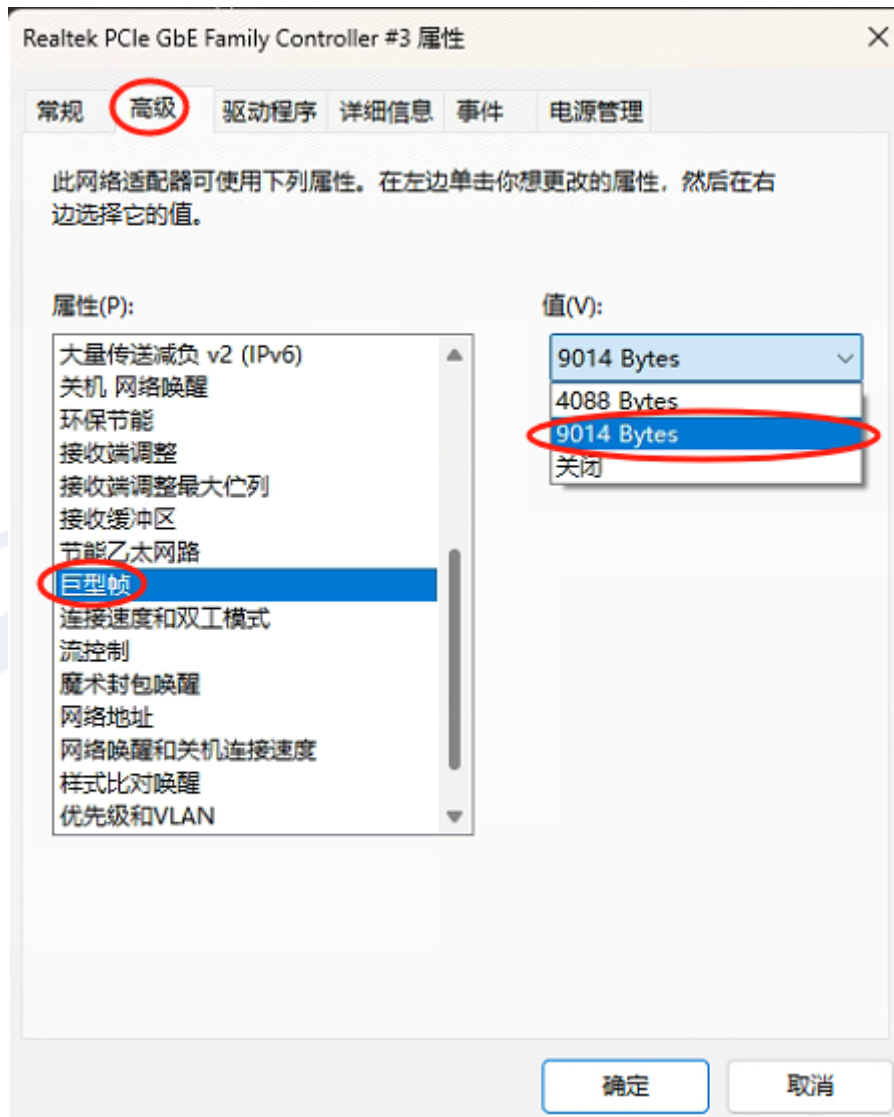 Realtek PCIe GbE Family Controller #3 属性
常规 高级 驱动程序 详细信息 事件 电源管理
此网络适配器可使用下列属性。在左边单击你想更改的属性，然后在右
边选择它的值。
属性(P):
大量传送减负 v2 (IPv6)
关机 网络唤醒
环保节能
接收端调整
接收端调整最大伫列
接收缓冲区
节能乙太网路
巨型帧
连接速度和双工模式
流控制
魔术封包唤醒
网络地址
网络唤醒和关机连接速度
样式比对唤醒
优先级和VLAN
值(V):
9014 Bytes
4088 Bytes
9014 Bytes
关闭
确定 取消